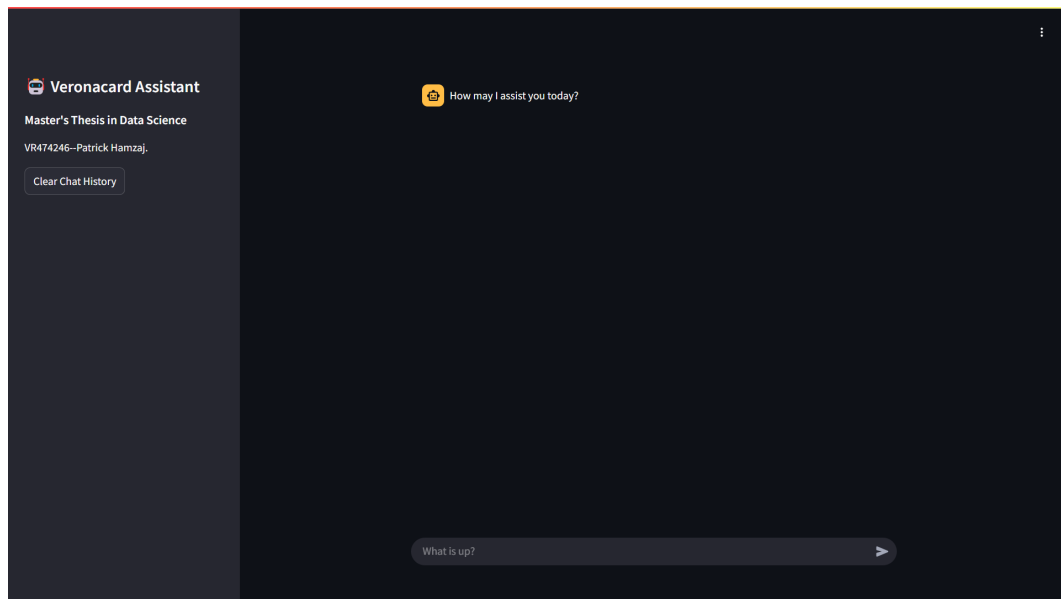 Veronacard Assistant
Master's Thesis in Data Science
VR474246--Patrick Hamzaj.
Clear Chat History
How may I assist you today?
What is up?